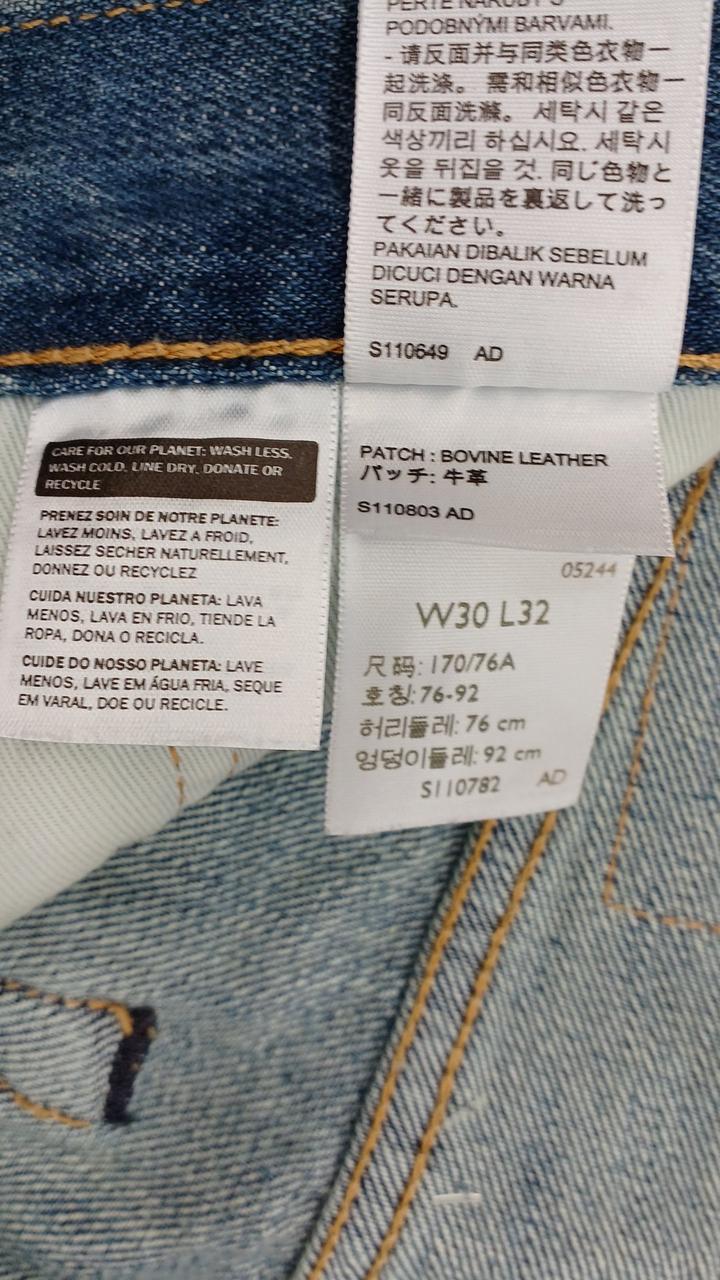 PERTE NARUBY S
PODOBNÝMI BARVAMI.
- 请反面并与同类色衣物一
起洗涤。 需和相似色衣物一
同反面洗滌。 세탁시 같은
색상끼리 하십시요. 세탁시
옷을 뒤집을 것. 同じ色物と
一緒に製品を裏返して洗っ
てください。
PAKAIAN DIBALIK SEBELUM
DICUCI DENGAN WARNA
SERUPA.
S110649 AD
CARE FOR OUR PLANET: WASH LESS,
WASH COLD, LINE DRY, DONATE OR
RECYCLE
PRENEZ SOIN DE NOTRE PLANETE:
LAVEZ MOINS, LAVEZ A FROID,
LAISSEZ SECHER NATURELLEMENT,
DONNEZ OU RECYCLEZ
CUIDA NUESTRO PLANETA: LAVA
MENOS, LAVA EN FRIO, TIENDE LA
ROPA, DONA O RECICLA.
CUIDE DO NOSSO PLANETA: LAVE
MENOS, LAVE EM ÁGUA FRIA, SEQUE
EM VARAL, DOE OU RECICLE.
PATCH : BOVINE LEATHER
パッチ: 牛革
S110803 AD
05244
W30 L32
尺 码: 170/76A
호칭: 76-92
허리둘레: 76 cm
엉덩이둘레: 92 cm
S110782 AD